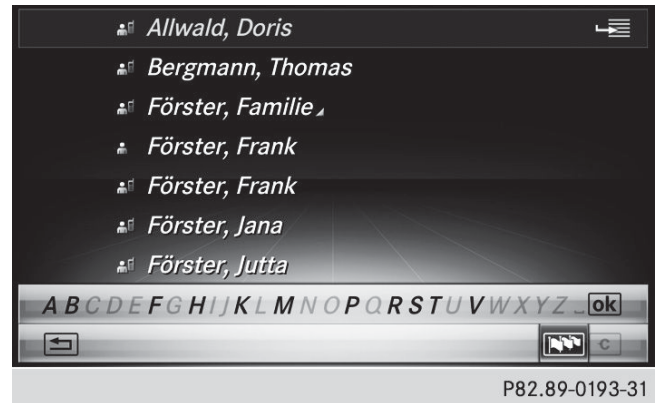 Allwald, Doris
Bergmann, Thomas
Förster, Familie
Förster, Frank
Förster, Frank
Förster, Jana
Förster, Jutta
A B C D E F G H I J K L M N O P Q R S T U V W X Y Z _ ok
C
P82.89-0193-31